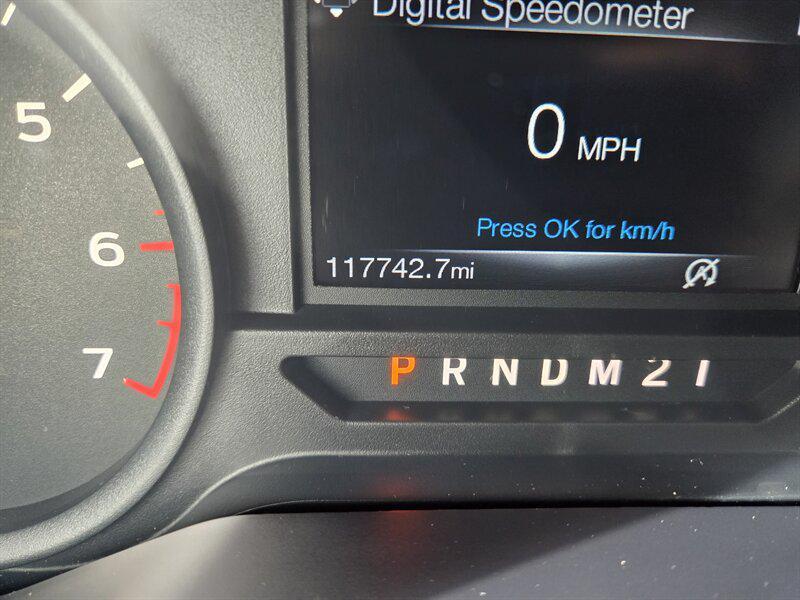 Digital Speedometer
5
0 MPH
Press OK for km/h
6
117742.7mi
7
P R N D M 2 1